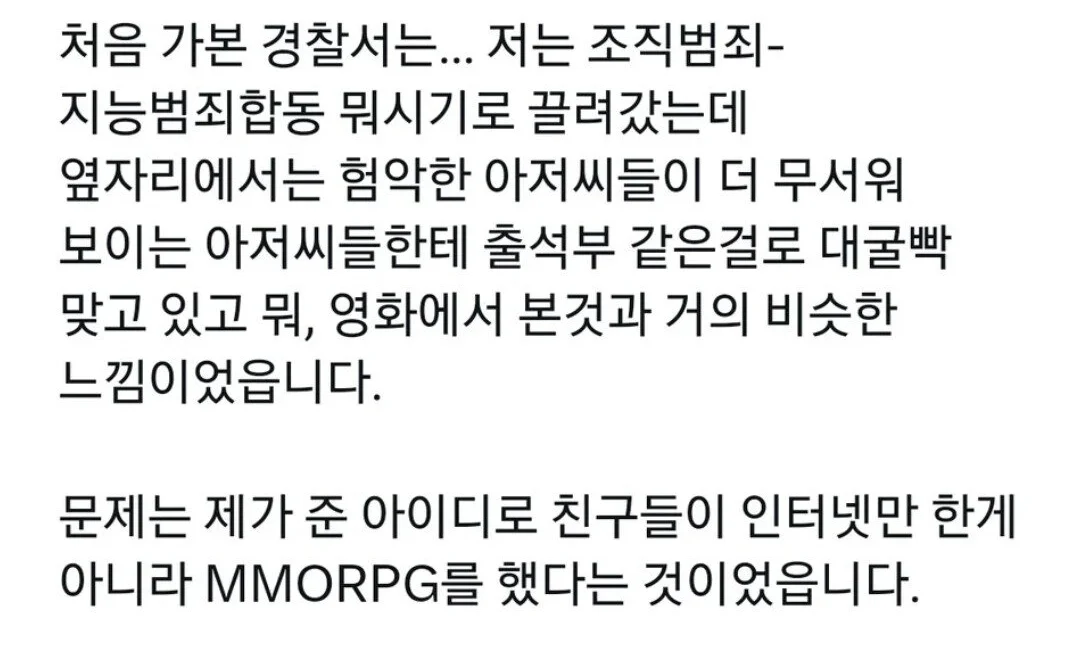 처음 가본 경찰서는... 저는 조직범죄-
지능범죄합동 뭐시기로 끌려갔는데
옆자리에서는 험악한 아저씨들이 더 무서워
보이는 아저씨들한테 출석부 같은걸로 대굴빡
맞고 있고 뭐, 영화에서 본것과 거의 비슷한
느낌이었읍니다.
문제는 제가 준 아이디로 친구들이 인터넷만 한게
아니라 MMORPG를 했다는 것이었읍니다.